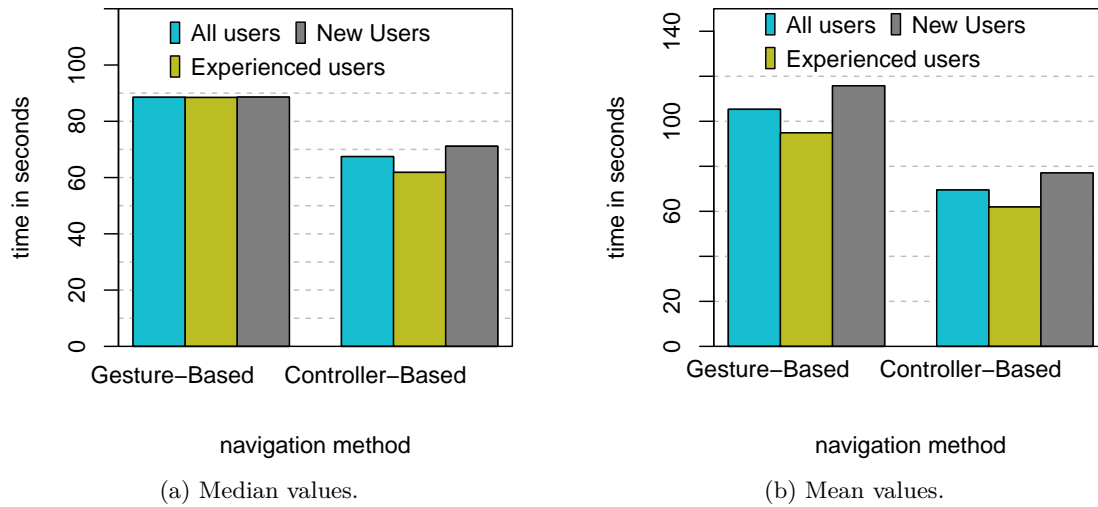 All users New Users
Experienced users
time in seconds
0 20 40 60 80 100
Gesture−Based Controller−Based
navigation method
(a) Median values.
All users New Users
Experienced users
time in seconds
0 20 60 100 140
Gesture−Based Controller−Based
navigation method
(b) Mean values.